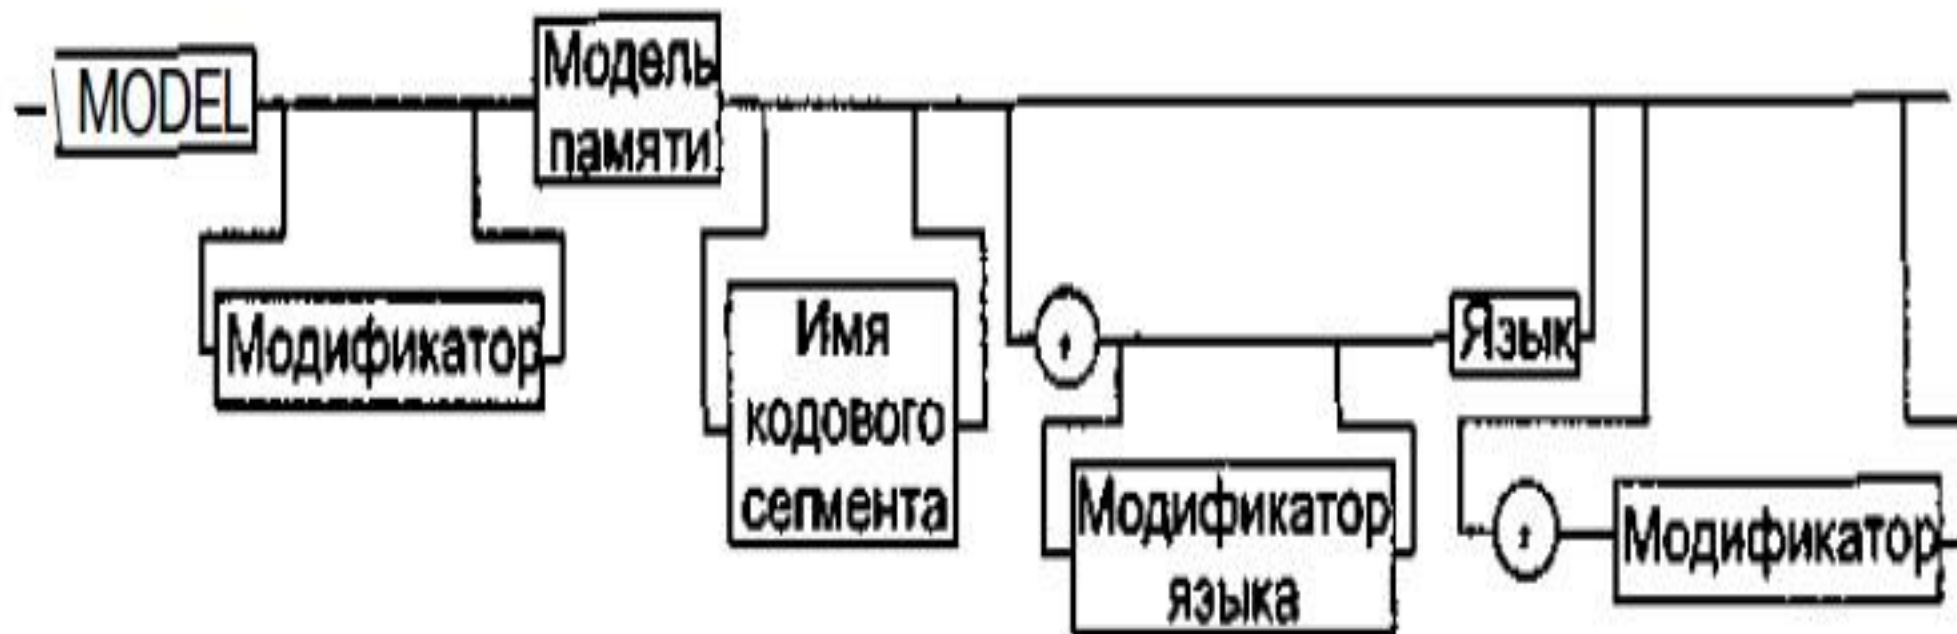 MODEL
Модель
памяти
Модификатор
Имя
кодового
сегмента
,
Модификатор
языка
Язык
,
Модификатор